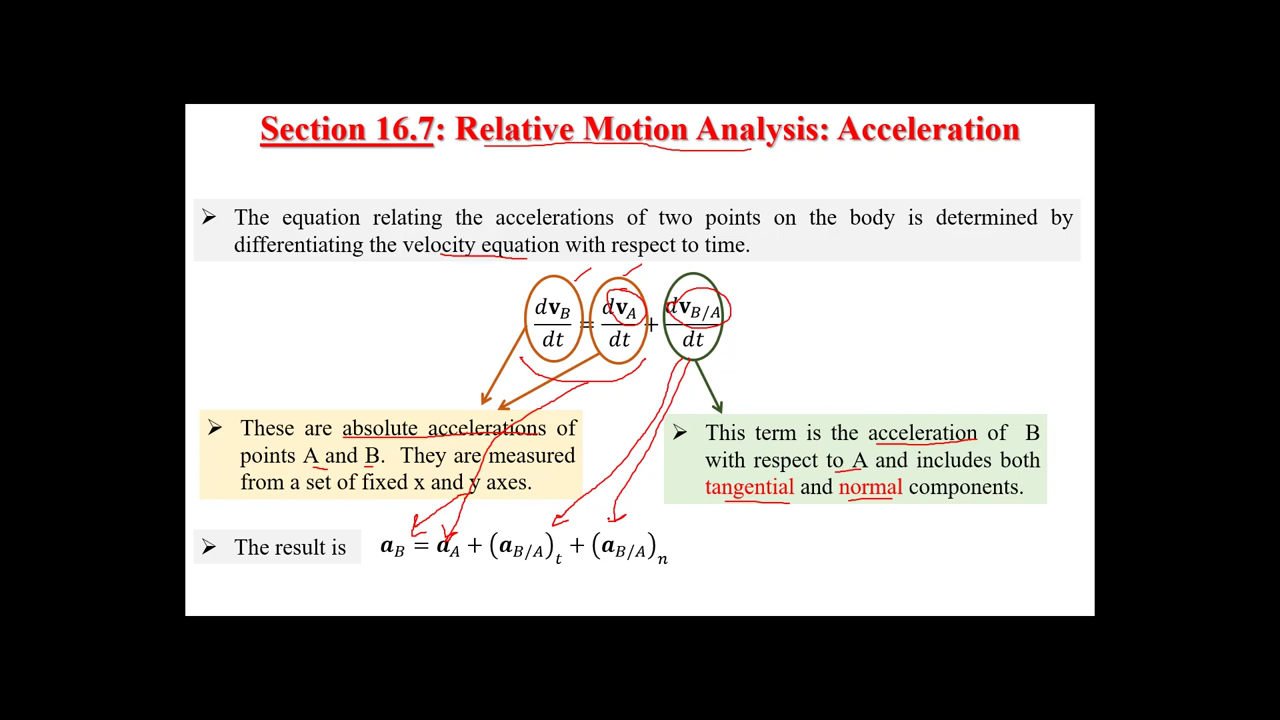 Section 16.7: Relative Motion Analysis: Acceleration
➢ The equation relating the accelerations of two points on the body is determined by
differentiating the velocity equation with respect to time.
d𝐯_B/dt = d𝐯_A/dt + d𝐯_{B/A}/dt
➢ These are absolute accelerations of
points A and B. They are measured
from a set of fixed x and y axes.
➢ This term is the acceleration of B
with respect to A and includes both
tangential and normal components.
➢ The result is 𝒂_B = 𝒂_A + (𝒂_{B/A})_t + (𝒂_{B/A})_n